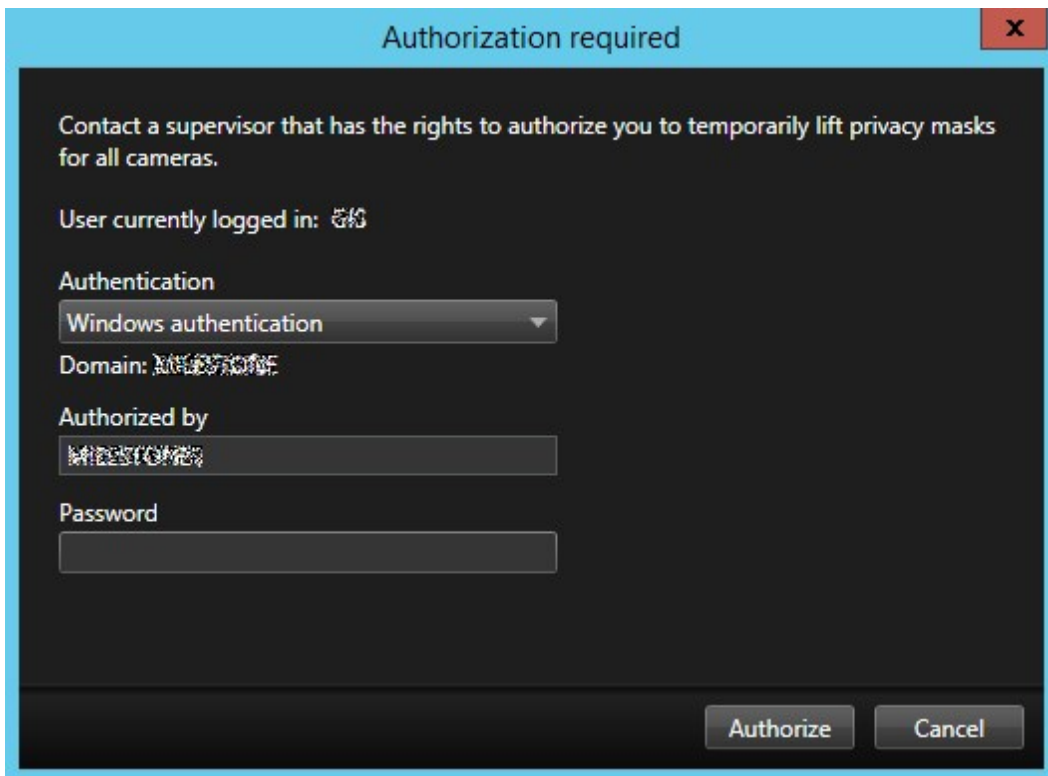 Authorization required
X
Contact a supervisor that has the rights to authorize you to temporarily lift privacy masks
for all cameras.
User currently logged in:
Authentication
Windows authentication
Domain:
Authorized by
Password
Authorize Cancel